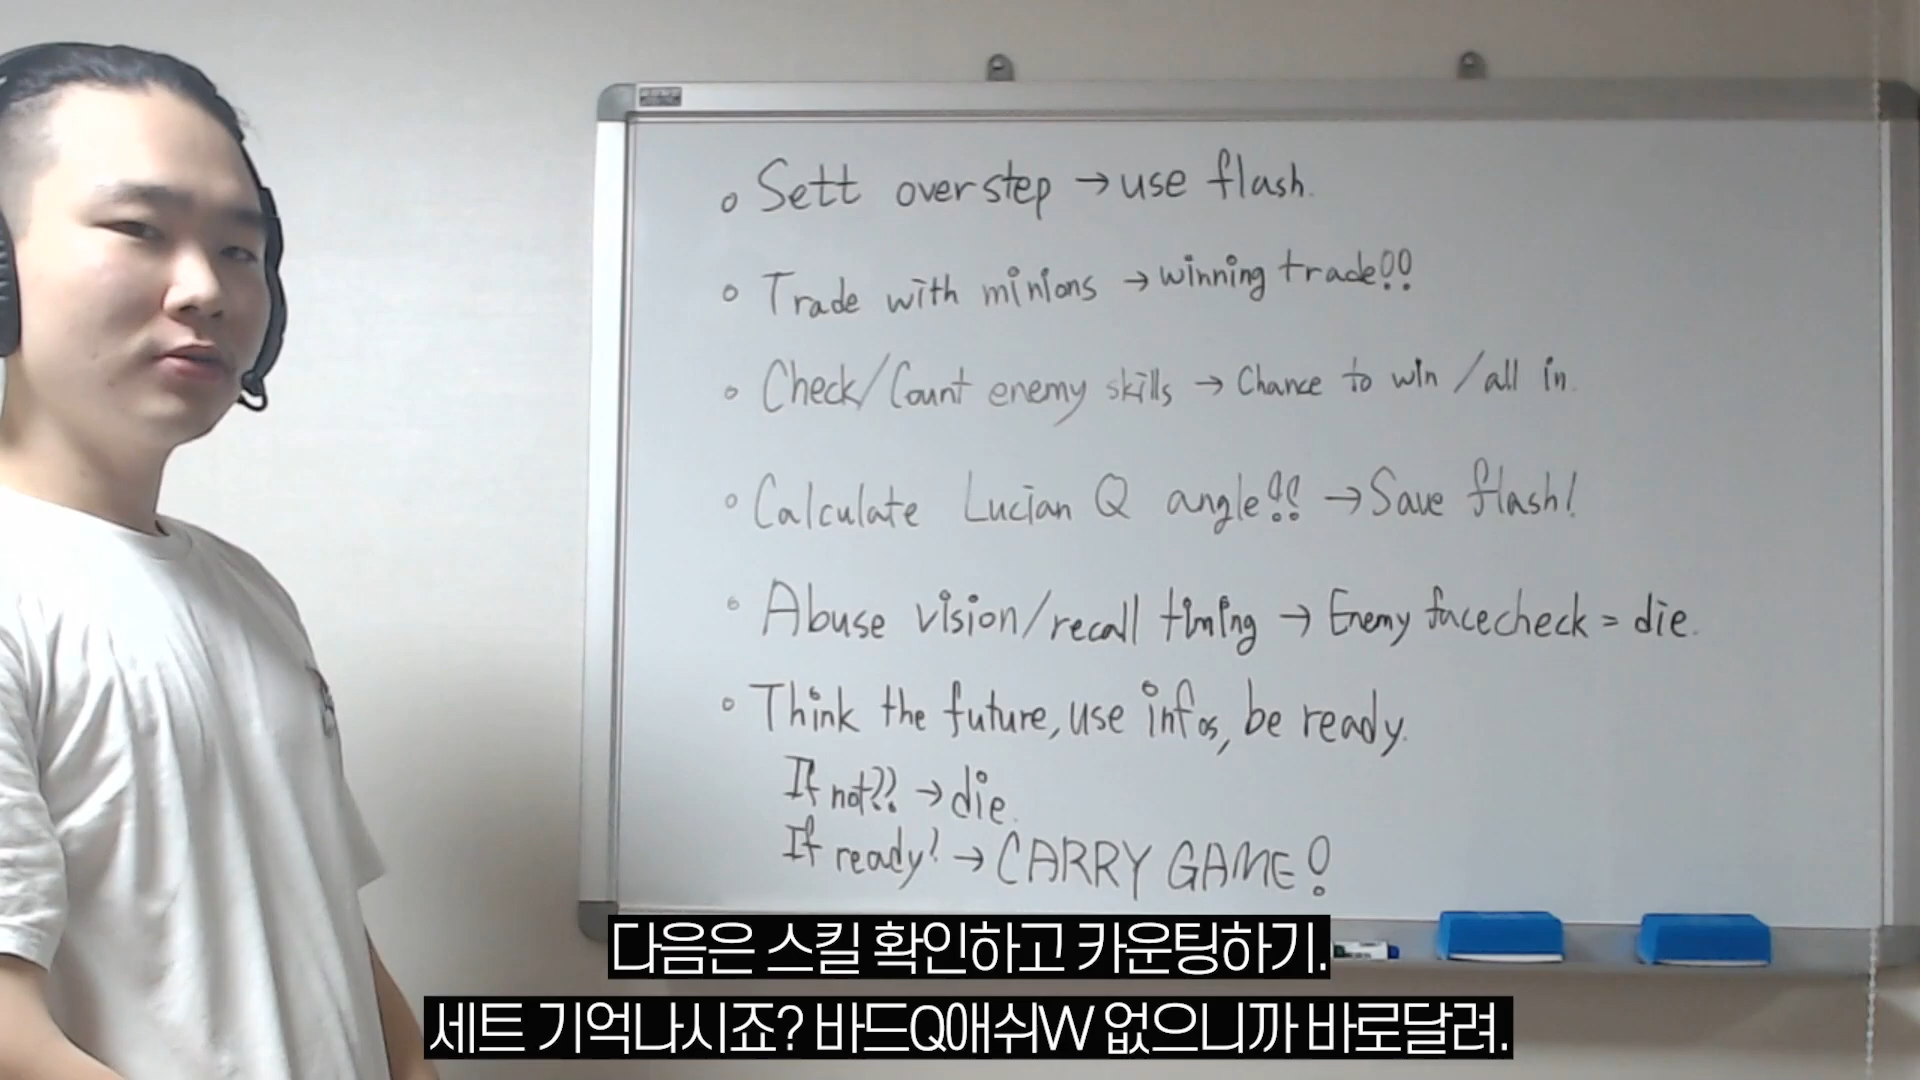 Sett overstep → use flash.
Trade with minions → winning trade!!
Check/Count enemy skills → Chance to win / all in.
Calculate Lucian Q angle!! → Save flash!
Abuse vision/recall timing → Enemy facecheck = die.
Think the future, use infos, be ready.
If not?? → die.
If ready? → CARRY GAME!
다음은 스킬 확인하고 카운팅하기.
세트 기억나시죠? 바드Q애쉬W 없으니까 바로달려.